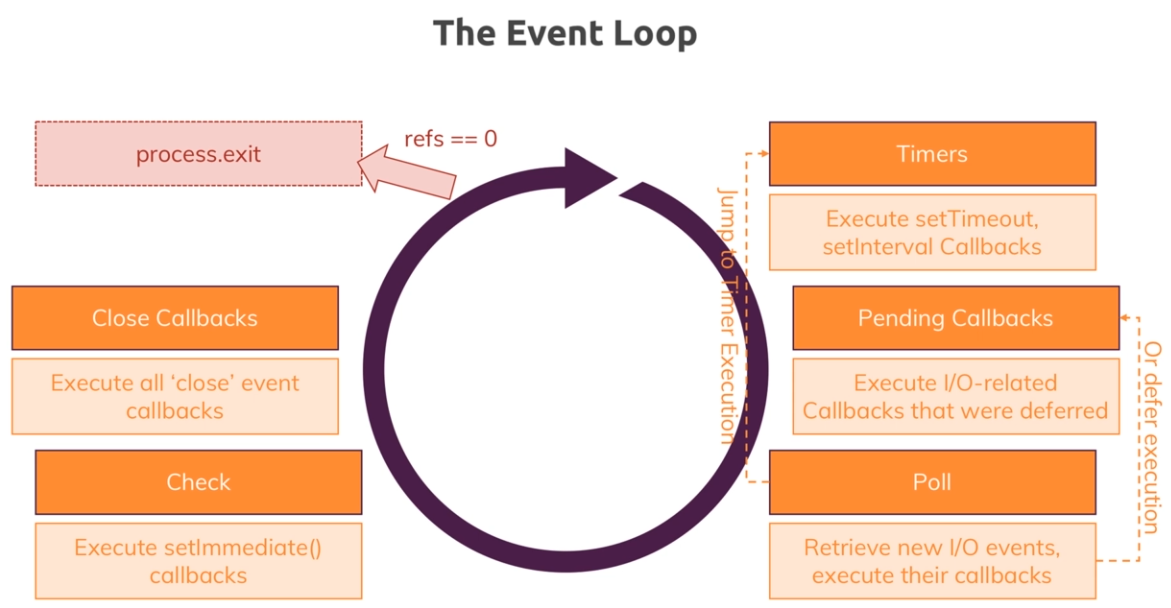 The Event Loop
process.exit
refs == 0
Timers
Execute setTimeout,
setInterval Callbacks
Jump to Timer Execution
Close Callbacks
Execute all ‘close’ event
callbacks
Pending Callbacks
Execute I/O-related
Callbacks that were deferred
Or defer execution
Check
Execute setImmediate()
callbacks
Poll
Retrieve new I/O events,
execute their callbacks